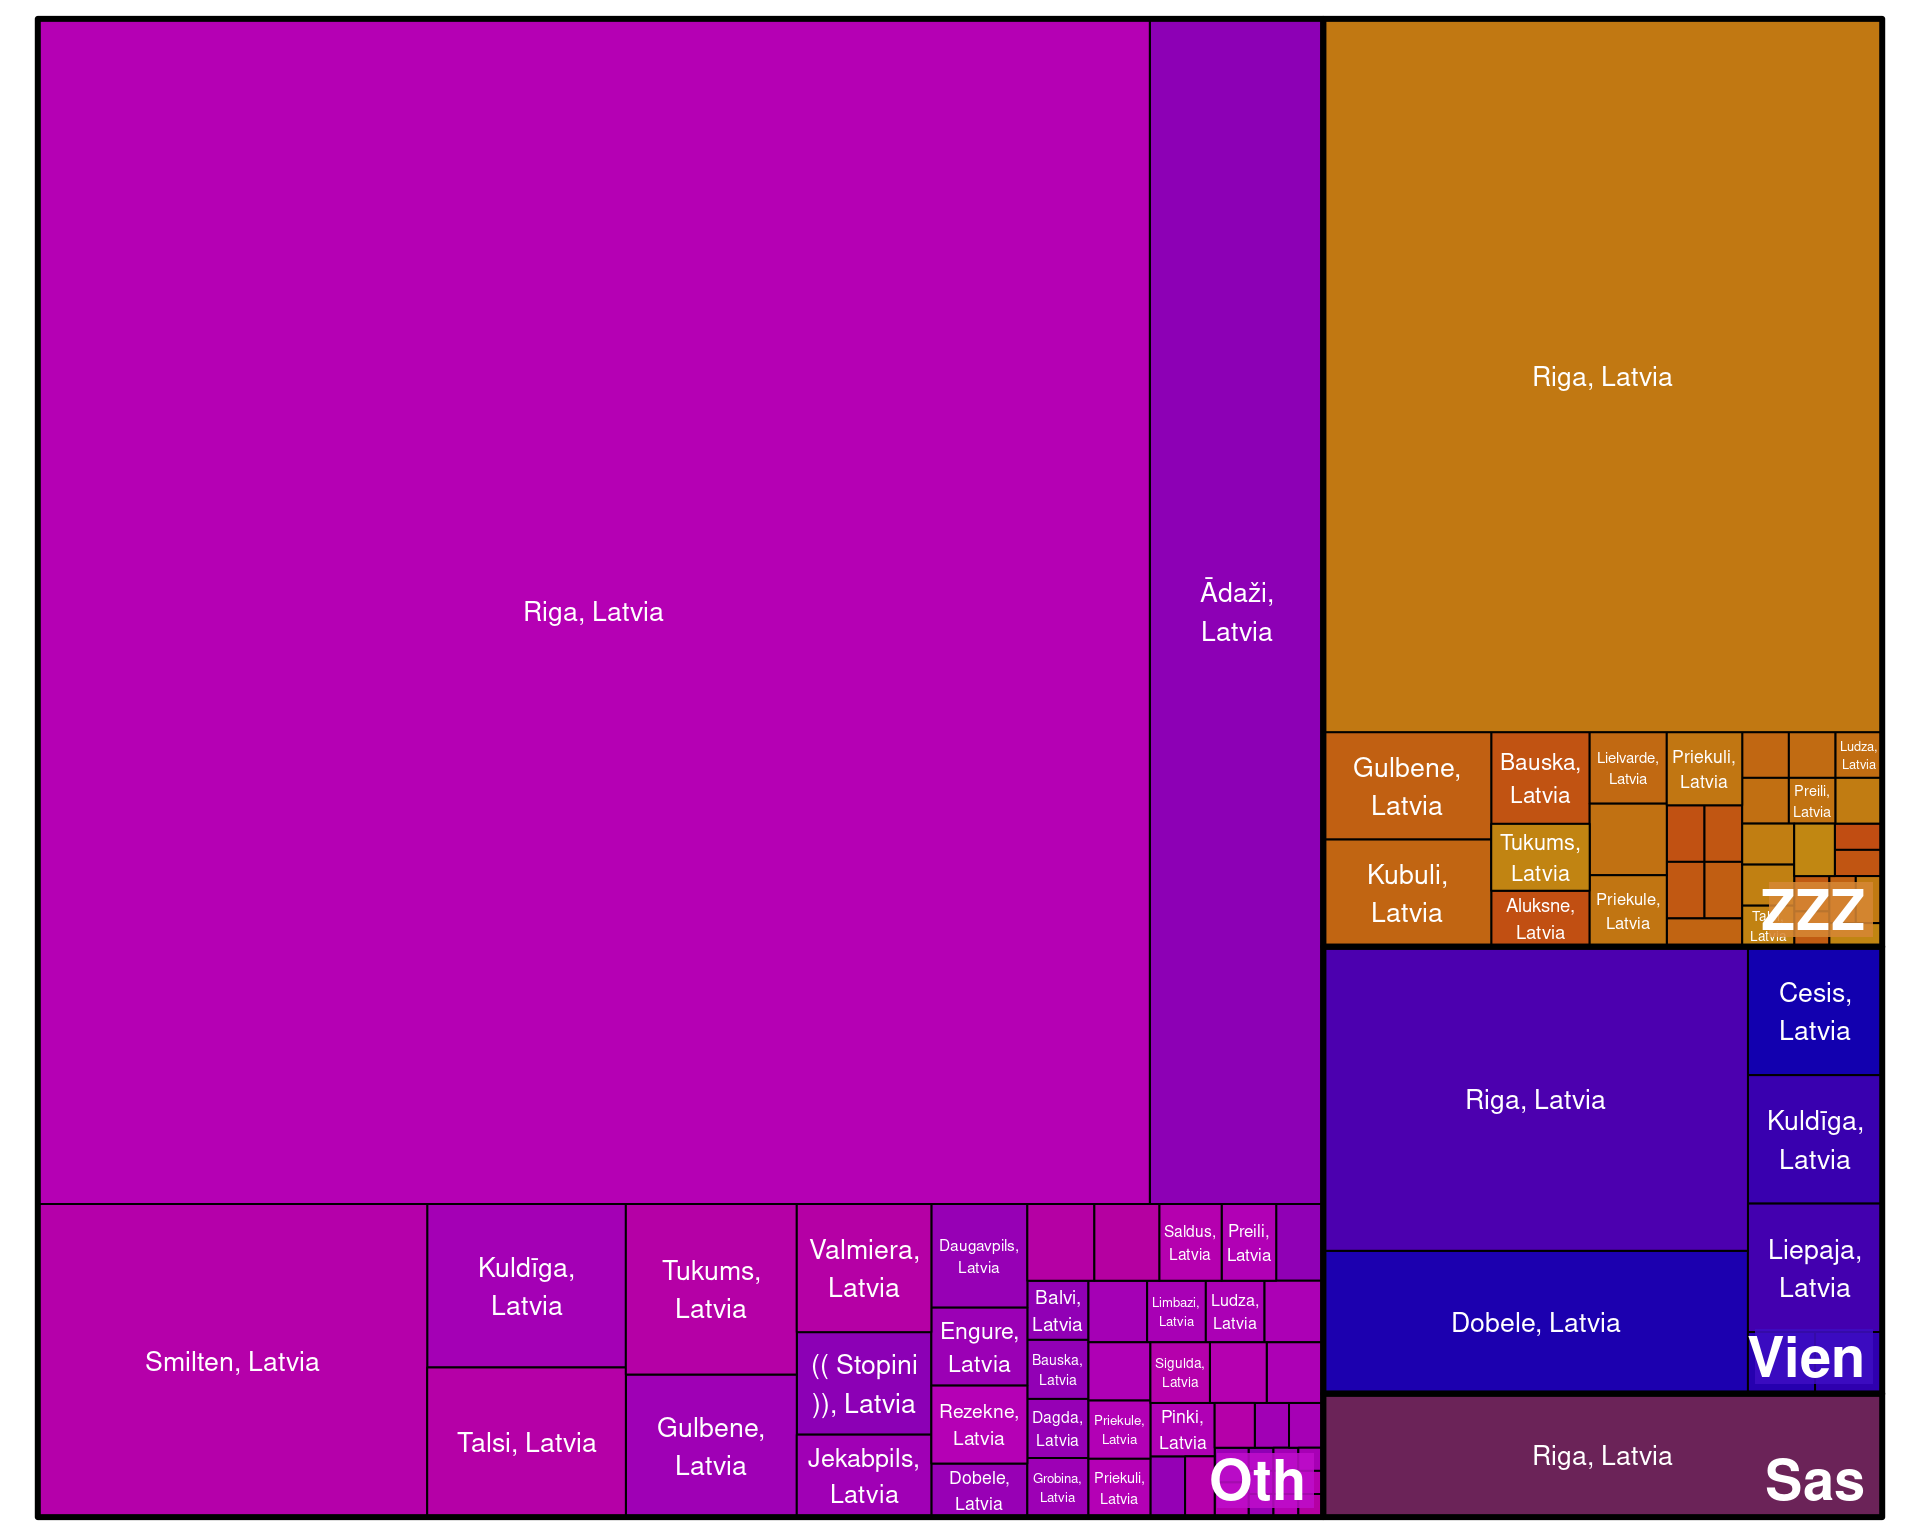 Riga, Latvia
Ādaži,
Latvia
Smilten, Latvia
Kuldīga,
Latvia
Talsi, Latvia
Tukums,
Latvia
Gulbene,
Latvia
Valmiera,
Latvia
(( Stopini
)), Latvia
Jekabpils,
Latvia
Daugavpils,
Latvia
Engure,
Latvia
Rezekne,
Latvia
Dobele,
Latvia
Saldus,
Latvia
Preili,
Latvia
Balvi,
Latvia
Limbazi,
Latvia
Ludza,
Latvia
Bauska,
Latvia
Sigulda,
Latvia
Dagda,
Latvia
Priekule,
Latvia
Pinki,
Latvia
Grobina,
Latvia
Priekuli,
Latvia
Oth
Riga, Latvia
Gulbene,
Latvia
Kubuli,
Latvia
Bauska,
Latvia
Tukums,
Latvia
Aluksne,
Latvia
Lielvarde,
Latvia
Priekule,
Latvia
Priekuli,
Latvia
Ludza,
Latvia
Preili,
Latvia
Latvia
ZZZ
Riga, Latvia
Dobele, Latvia
Cesis,
Latvia
Kuldīga,
Latvia
Liepaja,
Latvia
Vien
Riga, Latvia
Sas